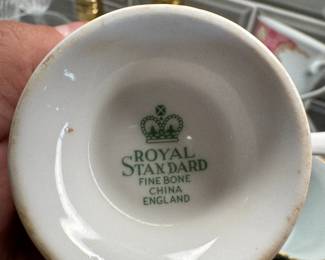 ROYAL
STANDARD
FINE BONE
CHINA
ENGLAND